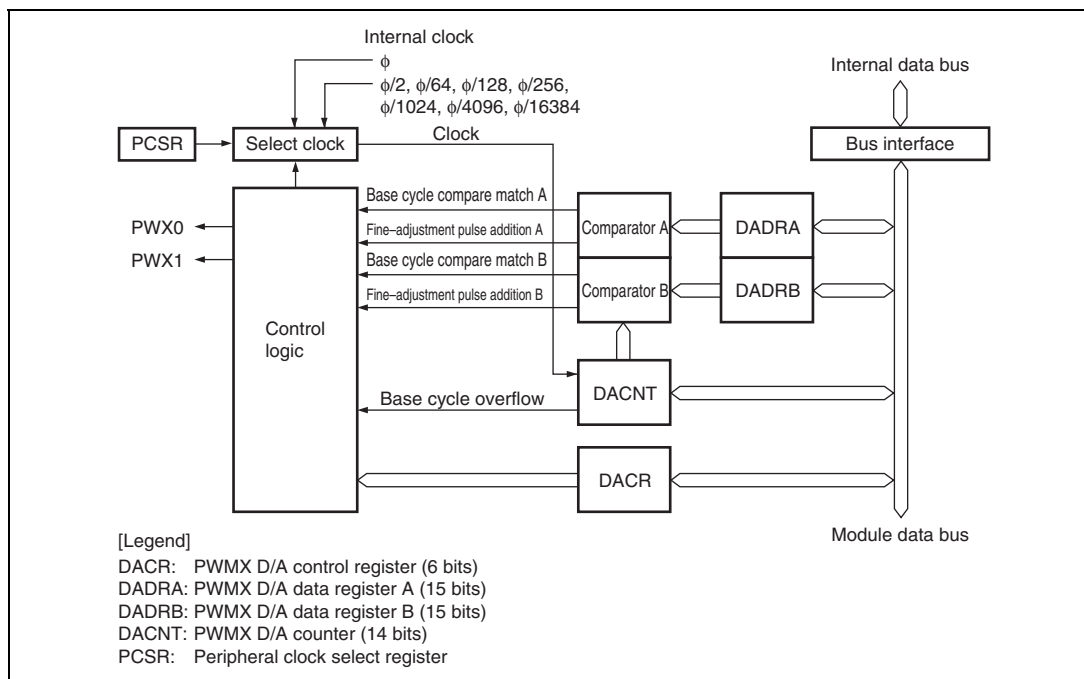 Internal clock
ϕ
ϕ/2, ϕ/64, ϕ/128, ϕ/256,
ϕ/1024, ϕ/4096, ϕ/16384
Internal data bus
PCSR
Select clock
Clock
Bus interface
Base cycle compare match A
Fine–adjustment pulse addition A
Base cycle compare match B
Fine–adjustment pulse addition B
Comparator A
DADRA
Comparator B
DADRB
PWX0
PWX1
Control
logic
Base cycle overflow
DACNT
DACR
Module data bus
[Legend]
DACR: PWMX D/A control register (6 bits)
DADRA: PWMX D/A data register A (15 bits)
DADRB: PWMX D/A data register B (15 bits)
DACNT: PWMX D/A counter (14 bits)
PCSR: Peripheral clock select register